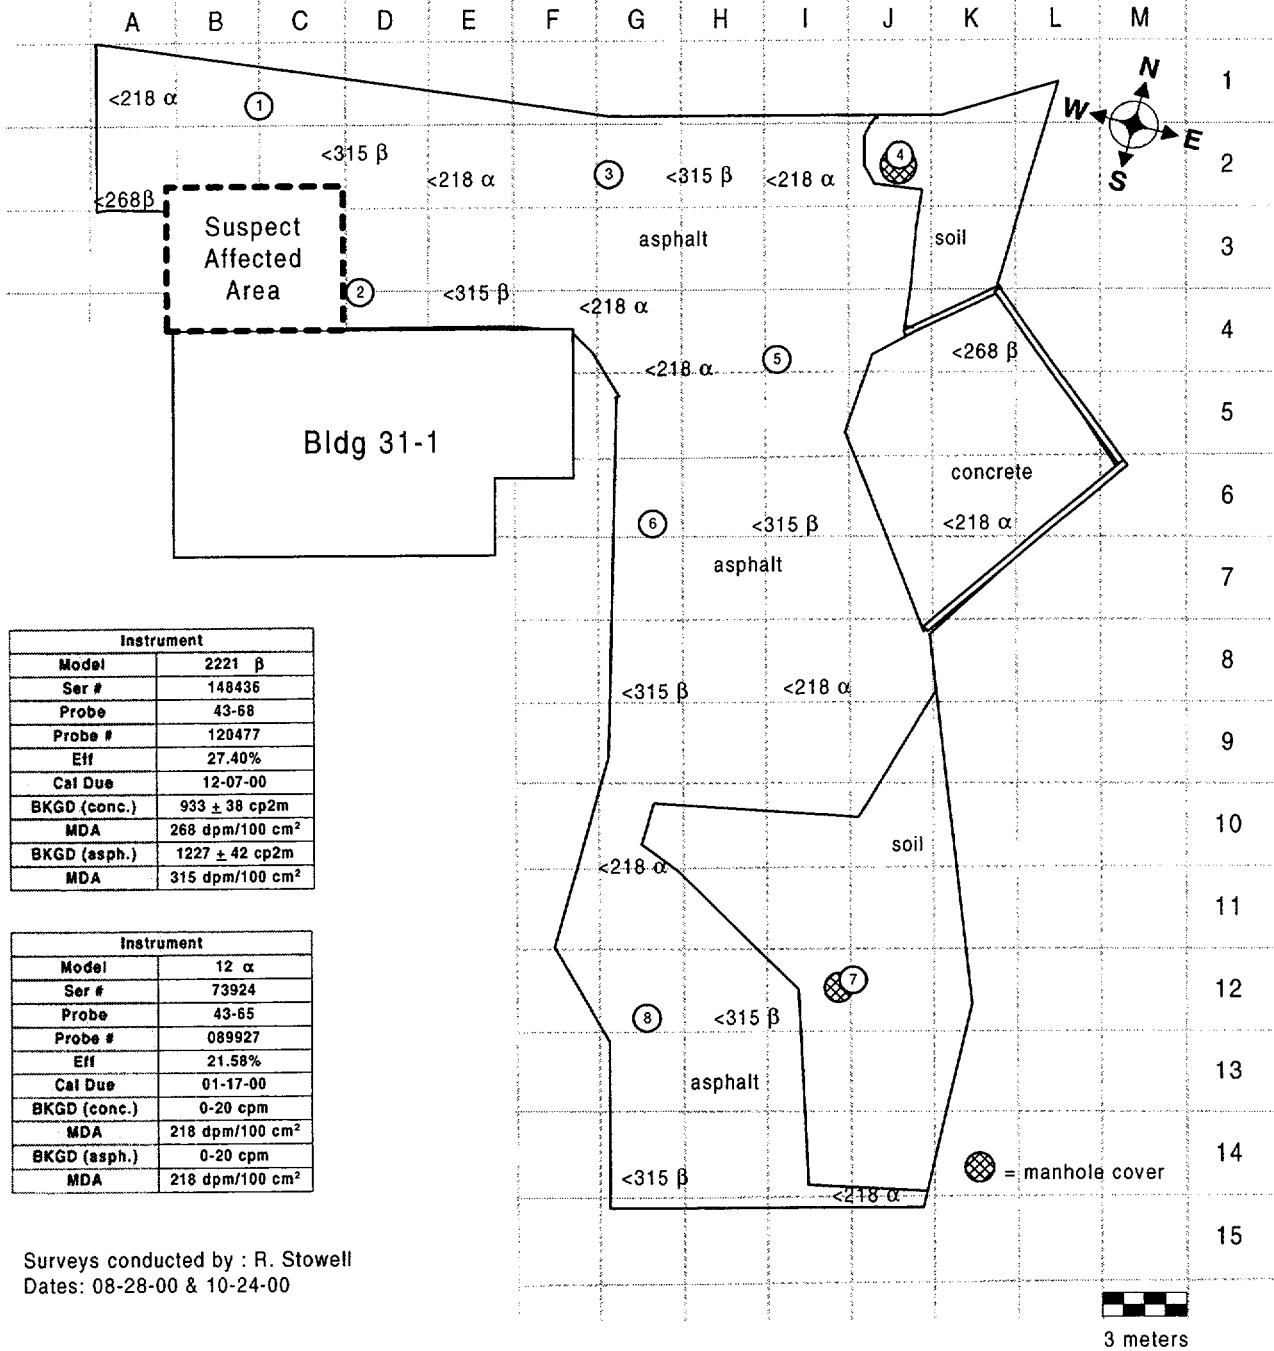 A B C D E F G H I J K L M
1
<218 α 1
N
W E
S
2
<315 β <218 α 3 <315 β <218 α 4
<268β
Suspect
Affected
Area
asphalt soil
3
2 <315 β <218 α
4
<218 α 5 <268 β
Bldg 31-1
5
concrete
6
6 <315 β <218 α
asphalt
7
Instrument
Model 2221 β
Ser # 148436
Probe 43-68
Probe # 120477
Eff 27.40%
Cal Due 12-07-00
BKGD (conc.) 933 ± 38 cp2m
MDA 268 dpm/100 cm²
BKGD (asph.) 1227 ± 42 cp2m
MDA 315 dpm/100 cm²
8
<315 β <218 α
9
10
soil
<218 α
11
Instrument
Model 12 α
Ser # 73924
Probe 43-65
Probe # 089927
Eff 21.58%
Cal Due 01-17-00
BKGD (conc.) 0-20 cpm
MDA 218 dpm/100 cm²
BKGD (asph.) 0-20 cpm
MDA 218 dpm/100 cm²
7
12
8 <315 β
asphalt
13
14
<315 β
= manhole cover
<218 α
15
Surveys conducted by : R. Stowell
Dates: 08-28-00 & 10-24-00
3 meters